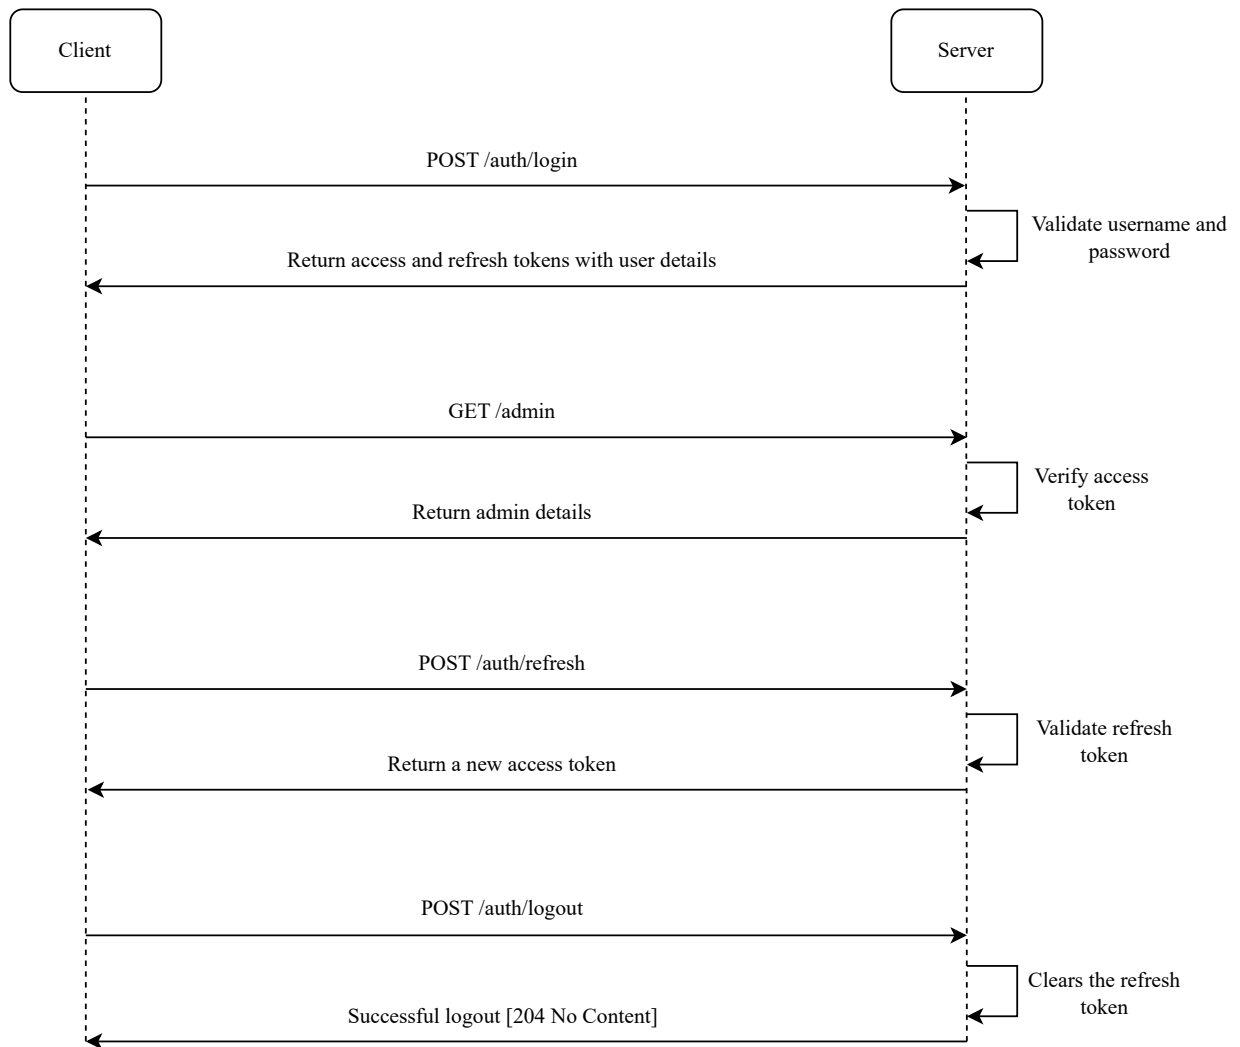 Client
Server
POST /auth/login
Validate username and
password
Return access and refresh tokens with user details
GET /admin
Verify access
token
Return admin details
POST /auth/refresh
Validate refresh
token
Return a new access token
POST /auth/logout
Clears the refresh
token
Successful logout [204 No Content]